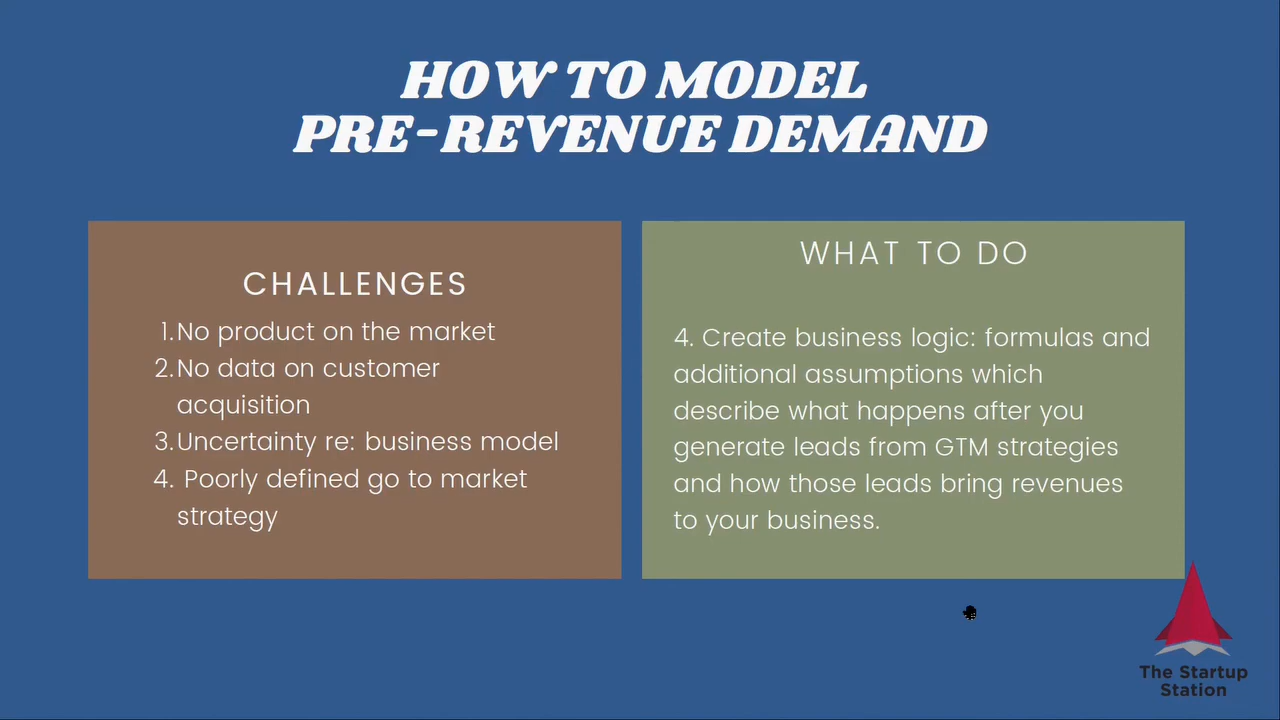 HOW TO MODEL
PRE-REVENUE DEMAND
CHALLENGES
1. No product on the market
2. No data on customer
acquisition
3. Uncertainty re: business model
4. Poorly defined go to market
strategy
WHAT TO DO
4. Create business logic: formulas and
additional assumptions which
describe what happens after you
generate leads from GTM strategies
and how those leads bring revenues
to your business.
The Startup
Station